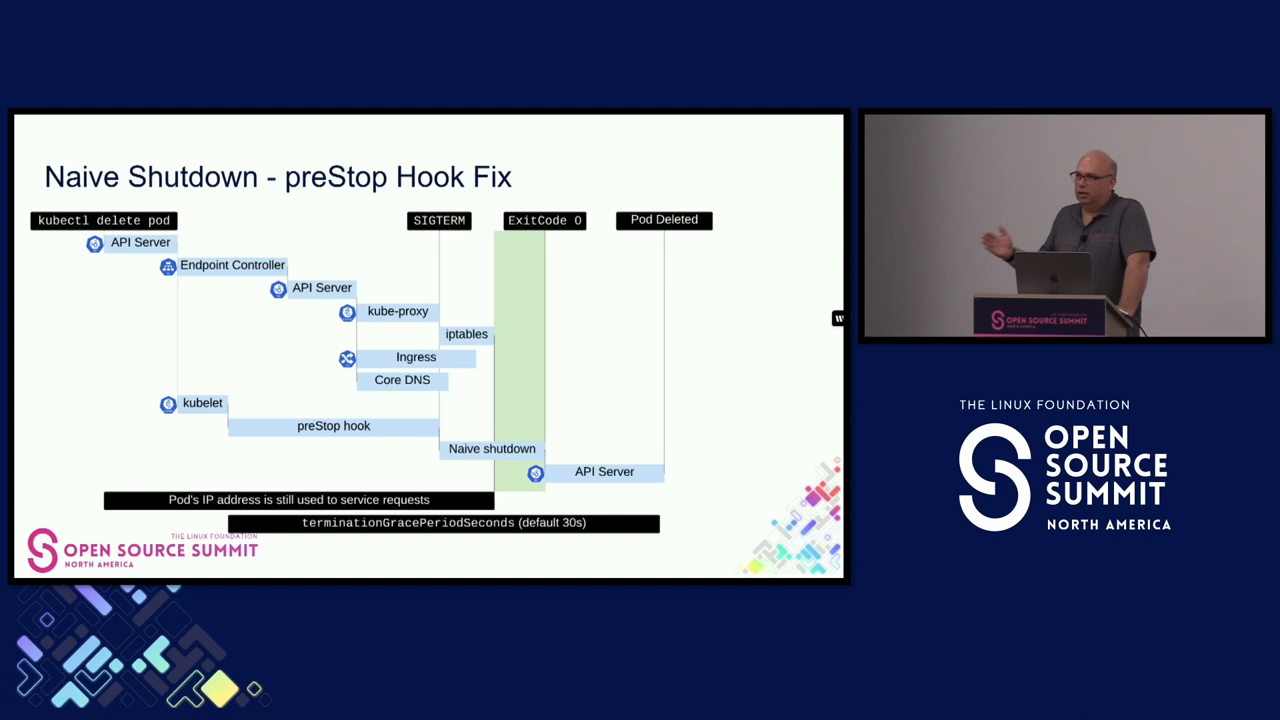 Naive Shutdown - preStop Hook Fix
kubectl delete pod
SIGTERM
ExitCode 0
Pod Deleted
API Server
Endpoint Controller
API Server
kube-proxy
iptables
Ingress
Core DNS
kubelet
preStop hook
Naive shutdown
API Server
Pod's IP address is still used to service requests
terminationGracePeriodSeconds (default 30s)
THE LINUX FOUNDATION
OPEN SOURCE SUMMIT
NORTH AMERICA
OPEN SOURCE SUMMIT
NORTH AMERICA
THE LINUX FOUNDATION
OPEN
SOURCE
SUMMIT
NORTH AMERICA